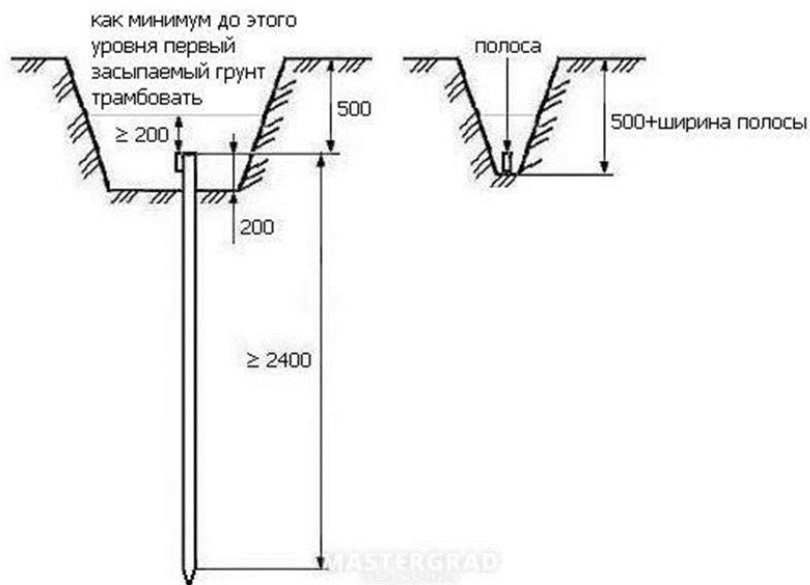 как минимум до этого
уровня первый
засыпаемый грунт
трамбовать
≥ 200
500
200
≥ 2400
полоса
500+ширина полосы
MASTERGRAD